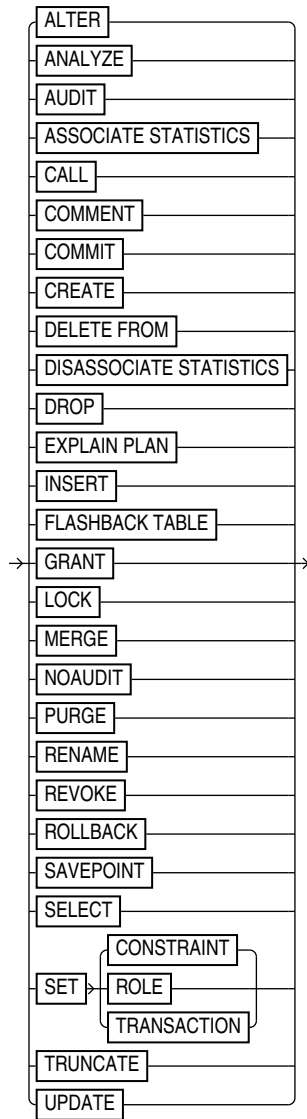 ALTER
ANALYZE
AUDIT
ASSOCIATE STATISTICS
CALL
COMMENT
COMMIT
CREATE
DELETE FROM
DISASSOCIATE STATISTICS
DROP
EXPLAIN PLAN
INSERT
FLASHBACK TABLE
GRANT
LOCK
MERGE
NOAUDIT
PURGE
RENAME
REVOKE
ROLLBACK
SAVEPOINT
SELECT
CONSTRAINT
SET ROLE
TRANSACTION
TRUNCATE
UPDATE